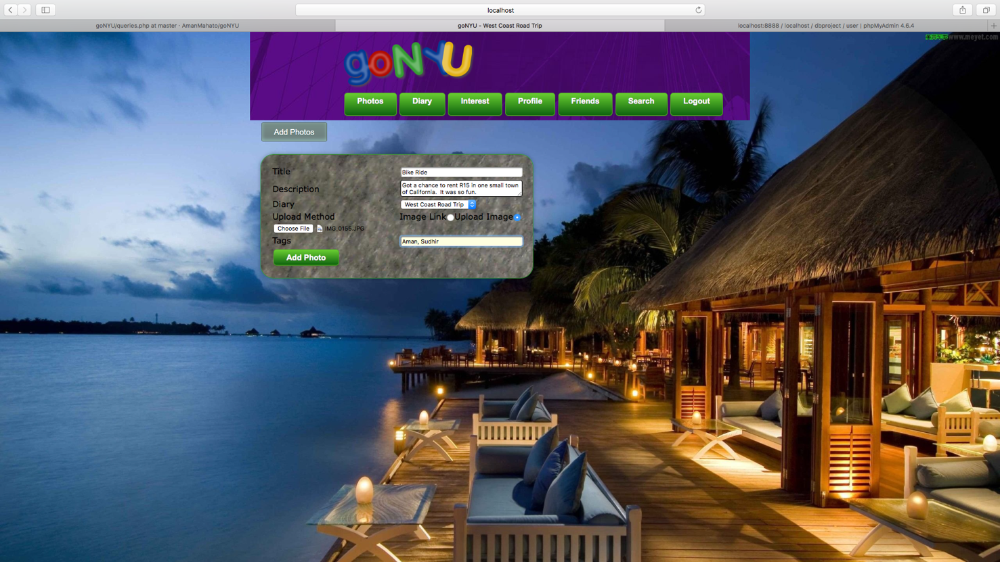 localhost
goNYU/queries.php at master · AmanMahato/goNYU
goNYU - West Coast Road Trip
localhost:8888 / localhost / dbproject / user | phpMyAdmin 4.6.4
www.meyet.com
goNYU
Photos
Diary
Interest
Profile
Friends
Search
Logout
Add Photos
Title
Bike Ride
Description
Got a chance to rent R15 in one small town
of California. It was so fun.
Diary
West Coast Road Trip
Upload Method
Image Link Upload Image
Choose File IMG_0155.JPG
Tags
Aman, Sudhir
Add Photo